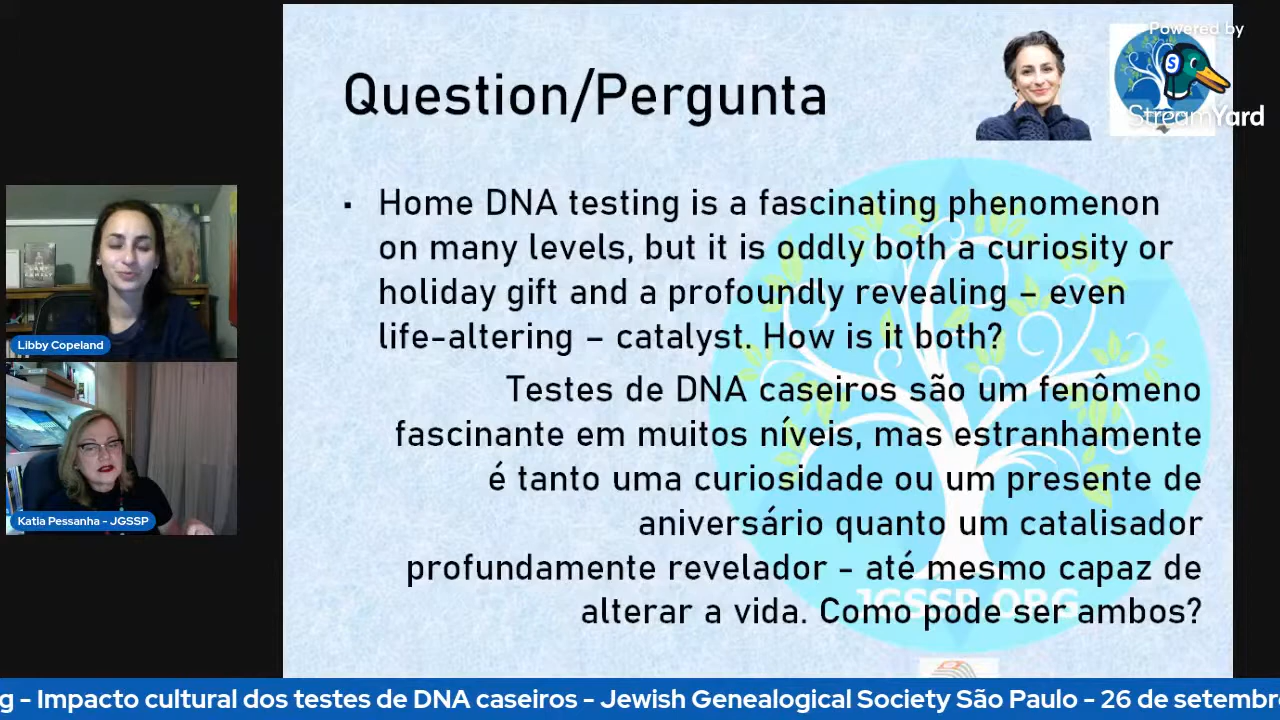 Powered by
StreamYard
Question/Pergunta
Home DNA testing is a fascinating phenomenon
on many levels, but it is oddly both a curiosity or
holiday gift and a profoundly revealing – even
life-altering – catalyst. How is it both?
Testes de DNA caseiros são um fenômeno
fascinante em muitos níveis, mas estranhamente
é tanto uma curiosidade ou um presente de
aniversário quanto um catalisador
profundamente revelador - até mesmo capaz de
alterar a vida. Como pode ser ambos?
JGSSP.ORG
Libby Copeland
Katia Pessanha - JGSSP
g - Impacto cultural dos testes de DNA caseiros - Jewish Genealogical Society São Paulo - 26 de setembr